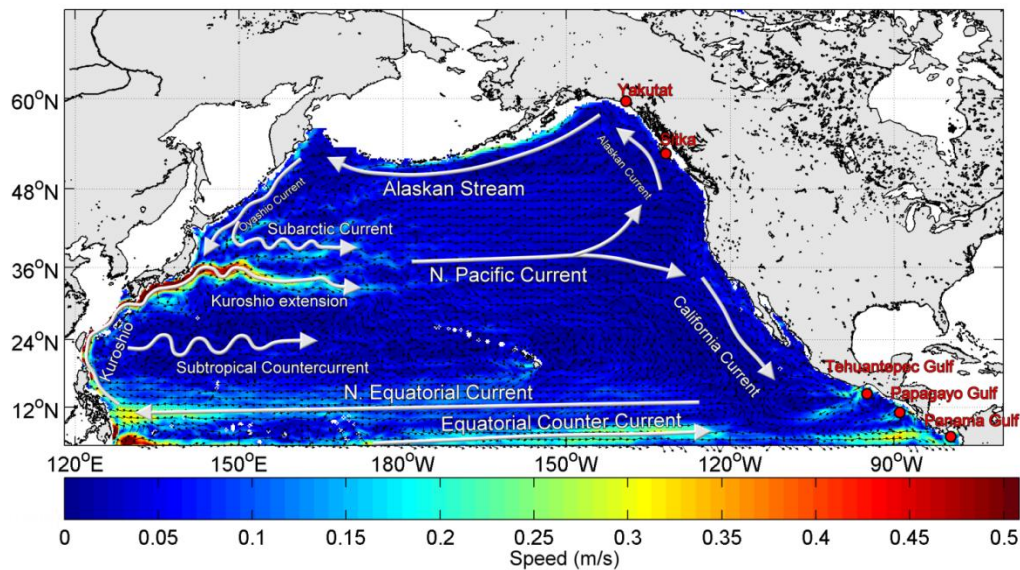 60°N
48°N
36°N
24°N
12°N
Yakutat
Sitka
Alaskan Current
Alaskan Stream
Oyashio Current
Subarctic Current
N. Pacific Current
Kuroshio extension
California Current
Kuroshio
Subtropical Countercurrent
Tehuantepec Gulf
N. Equatorial Current
Papagayo Gulf
Equatorial Counter Current
Panama Gulf
120°E 150°E 180°W 150°W 120°W 90°W
0 0.05 0.1 0.15 0.2 0.25 0.3 0.35 0.4 0.45 0.5
Speed (m/s)